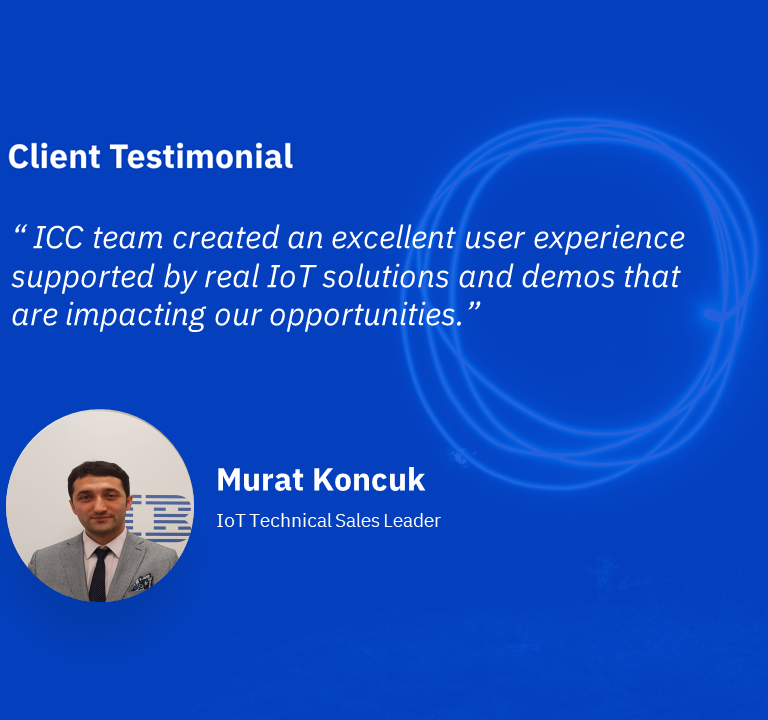 Client Testimonial
“ ICC team created an excellent user experience
supported by real IoT solutions and demos that
are impacting our opportunities.”
Murat Koncuk
IoT Technical Sales Leader